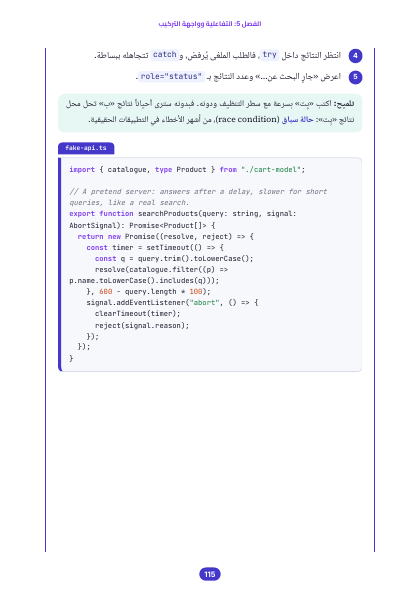 الفصل 5: التفاعلية وواجهة التركيب
4 انتظر النتائج داخل try، فالطلب الملغى يُرفض، و catch تتجاهله ببساطة.
5 اعرض «جارٍ البحث عن…» وعدد النتائج بـ role="status".
تلميح: اكتب «بِيَت» بسرعة مع سطر التنظيف ودونه. فبدونه سترى أحياناً نتائج «ب» تحل محل
نتائج «بِيَت»: حالة سباق (race condition)، من أشهر الأخطاء في التطبيقات الحقيقية.
fake-api.ts
import { catalogue, type Product } from "./cart-model";
// A pretend server: answers after a delay, slower for short
queries, like a real search.
export function searchProducts(query: string, signal:
AbortSignal): Promise<Product[]> {
  return new Promise((resolve, reject) => {
    const timer = setTimeout(() => {
      const q = query.trim().toLowerCase();
      resolve(catalogue.filter((p) =>
p.name.toLowerCase().includes(q)));
    }, 600 - query.length * 100);
    signal.addEventListener("abort", () => {
      clearTimeout(timer);
      reject(signal.reason);
    });
  });
}
115